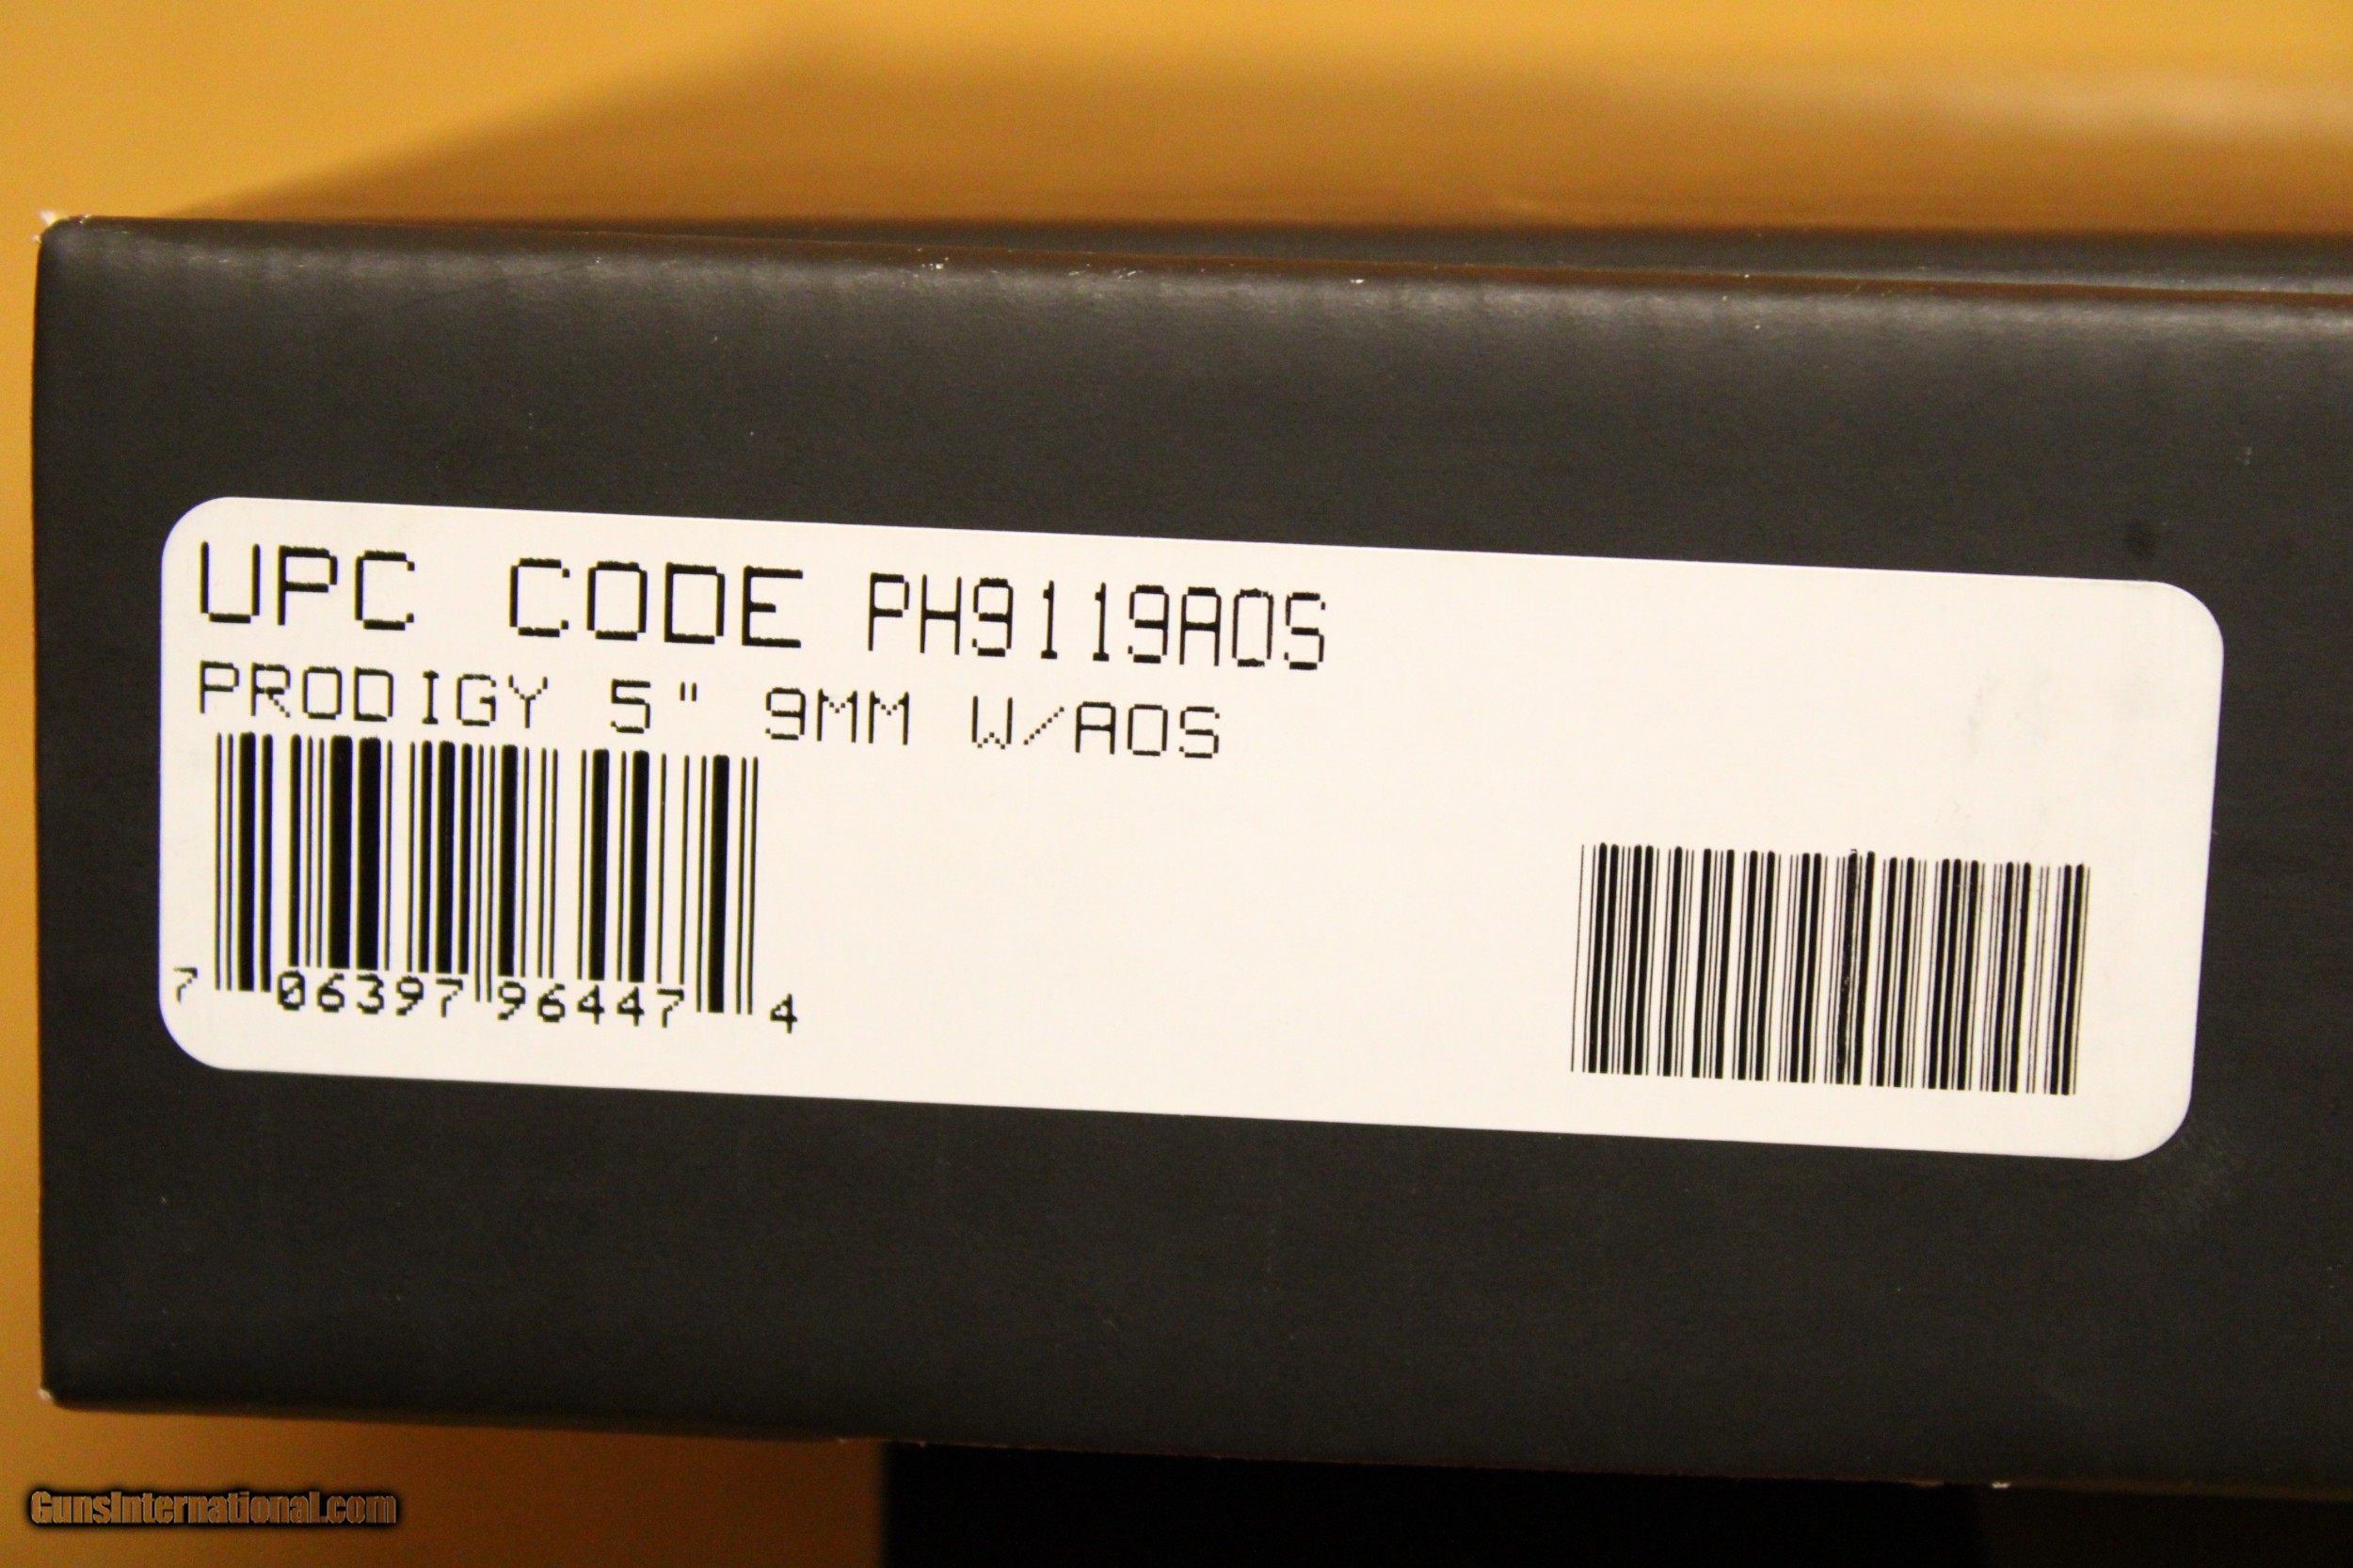 UPC CODE PH9119AOS
PRODIGY 5" 9MM W/AOS
7 06397 96447 4
GunsInternational.com